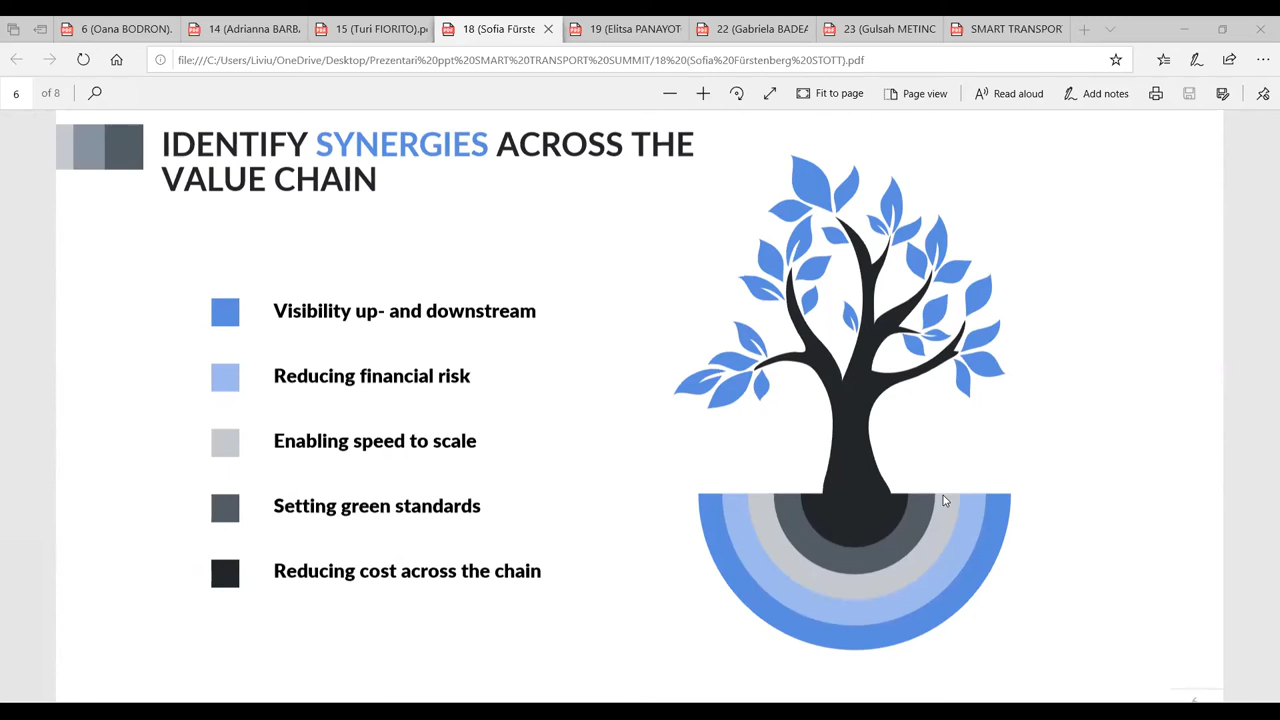 6 (Oana BODRON).
14 (Adrianna BARB.
15 (Turi FIORITO).p
18 (Sofia Fürste
19 (Elitsa PANAYOT
22 (Gabriela BADEA
23 (Gulsah METINC
SMART TRANSPOR
file:///C:/Users/Liviu/OneDrive/Desktop/Prezentari%20ppt%20SMART%20TRANSPORT%20SUMMIT/18%20(Sofia%20Fürstenberg%20STOTT).pdf
6 of 8
Fit to page
Page view
Read aloud
Add notes
IDENTIFY SYNERGIES ACROSS THE
VALUE CHAIN
Visibility up- and downstream
Reducing financial risk
Enabling speed to scale
Setting green standards
Reducing cost across the chain